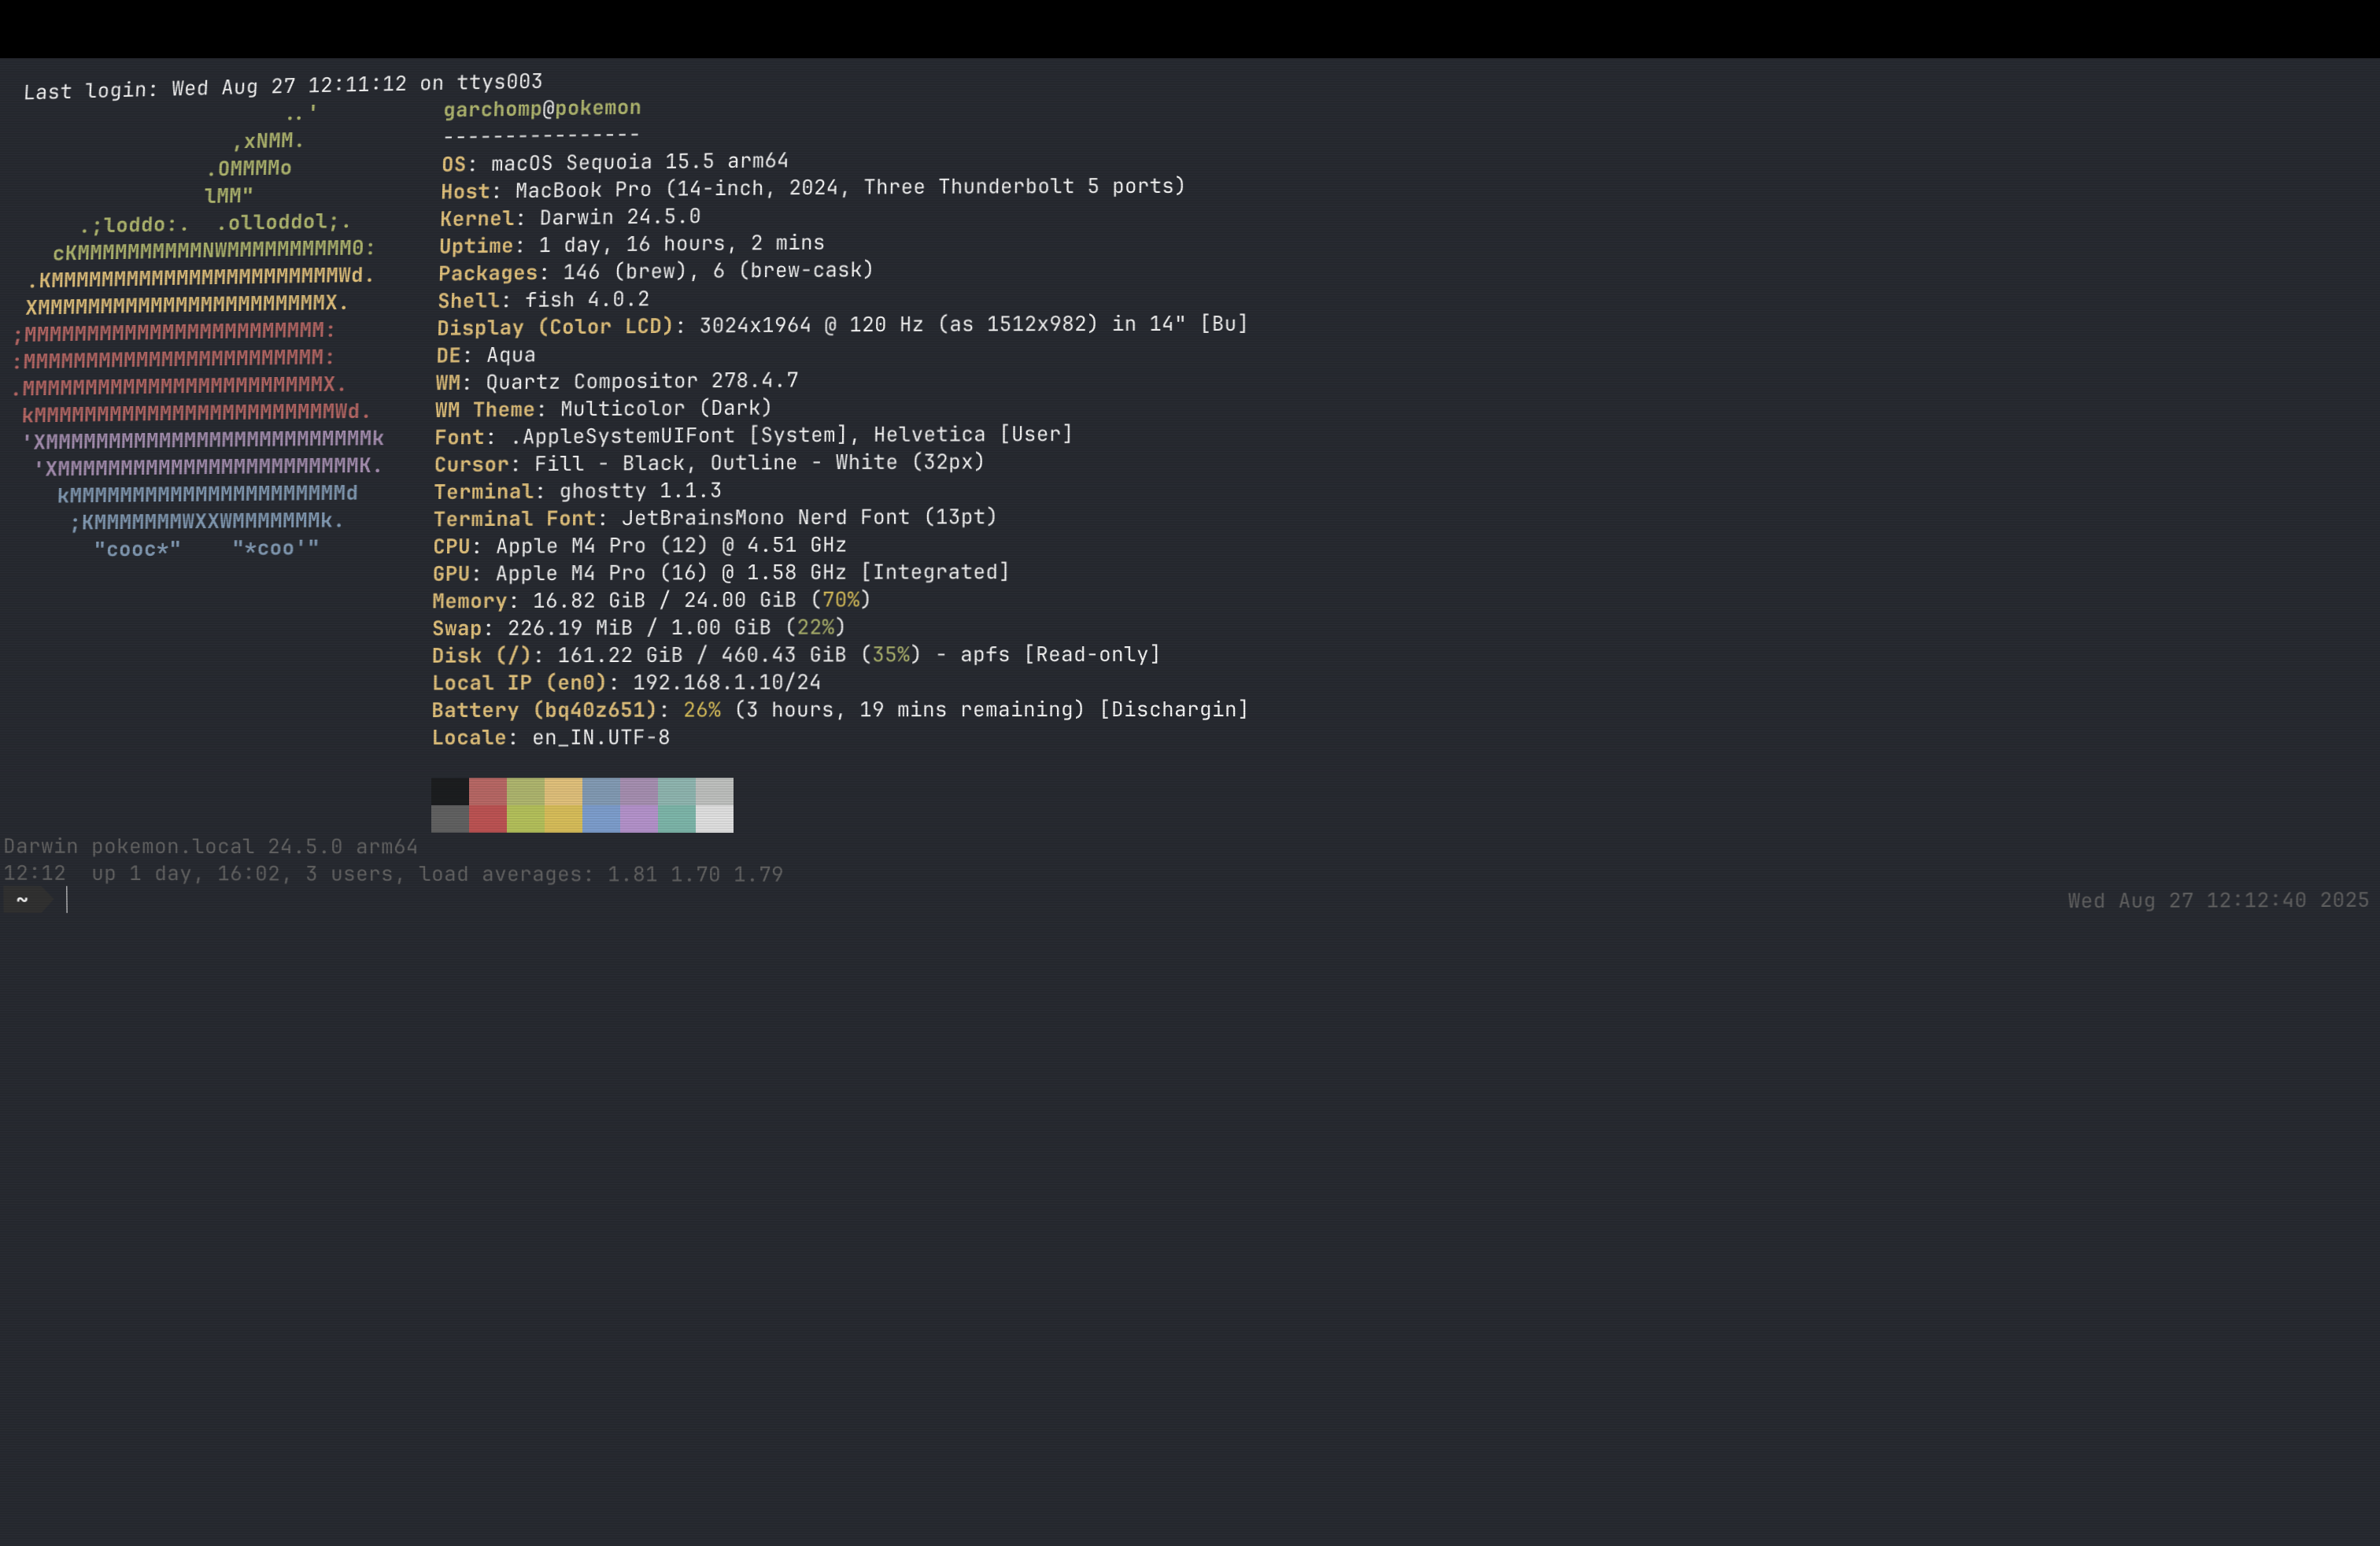 Last login: Wed Aug 27 12:11:12 on ttys003
..'
,xNMM.
.OMMMMo
lMM"
.;loddo:.  .olloddol;.
cKMMMMMMMMMMNWMMMMMMMMMM0:
.KMMMMMMMMMMMMMMMMMMMMMMMWd.
XMMMMMMMMMMMMMMMMMMMMMMMX.
;MMMMMMMMMMMMMMMMMMMMMMMM:
:MMMMMMMMMMMMMMMMMMMMMMMM:
.MMMMMMMMMMMMMMMMMMMMMMMMX.
kMMMMMMMMMMMMMMMMMMMMMMMMWd.
'XMMMMMMMMMMMMMMMMMMMMMMMMMMk
'XMMMMMMMMMMMMMMMMMMMMMMMMK.
kMMMMMMMMMMMMMMMMMMMMMMd
;KMMMMMMMWXXWMMMMMMMk.
"cooc*"    "*coo'"
garchomp@pokemon
----------------
OS: macOS Sequoia 15.5 arm64
Host: MacBook Pro (14-inch, 2024, Three Thunderbolt 5 ports)
Kernel: Darwin 24.5.0
Uptime: 1 day, 16 hours, 2 mins
Packages: 146 (brew), 6 (brew-cask)
Shell: fish 4.0.2
Display (Color LCD): 3024x1964 @ 120 Hz (as 1512x982) in 14" [Bu]
DE: Aqua
WM: Quartz Compositor 278.4.7
WM Theme: Multicolor (Dark)
Font: .AppleSystemUIFont [System], Helvetica [User]
Cursor: Fill - Black, Outline - White (32px)
Terminal: ghostty 1.1.3
Terminal Font: JetBrainsMono Nerd Font (13pt)
CPU: Apple M4 Pro (12) @ 4.51 GHz
GPU: Apple M4 Pro (16) @ 1.58 GHz [Integrated]
Memory: 16.82 GiB / 24.00 GiB (70%)
Swap: 226.19 MiB / 1.00 GiB (22%)
Disk (/): 161.22 GiB / 460.43 GiB (35%) - apfs [Read-only]
Local IP (en0): 192.168.1.10/24
Battery (bq40z651): 26% (3 hours, 19 mins remaining) [Dischargin]
Locale: en_IN.UTF-8
Darwin pokemon.local 24.5.0 arm64
12:12  up 1 day, 16:02, 3 users, load averages: 1.81 1.70 1.79
~ Wed Aug 27 12:12:40 2025